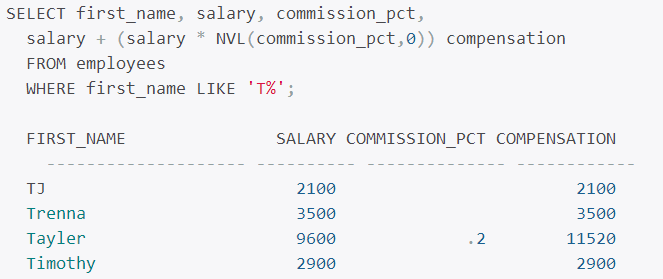 SELECT first_name, salary, commission_pct,
salary + (salary * NVL(commission_pct,0)) compensation
FROM employees
WHERE first_name LIKE 'T%';
FIRST_NAME SALARY COMMISSION_PCT COMPENSATION
-------------------- ---------- -------------- ------------
TJ 2100 2100
Trenna 3500 3500
Tayler 9600 .2 11520
Timothy 2900 2900